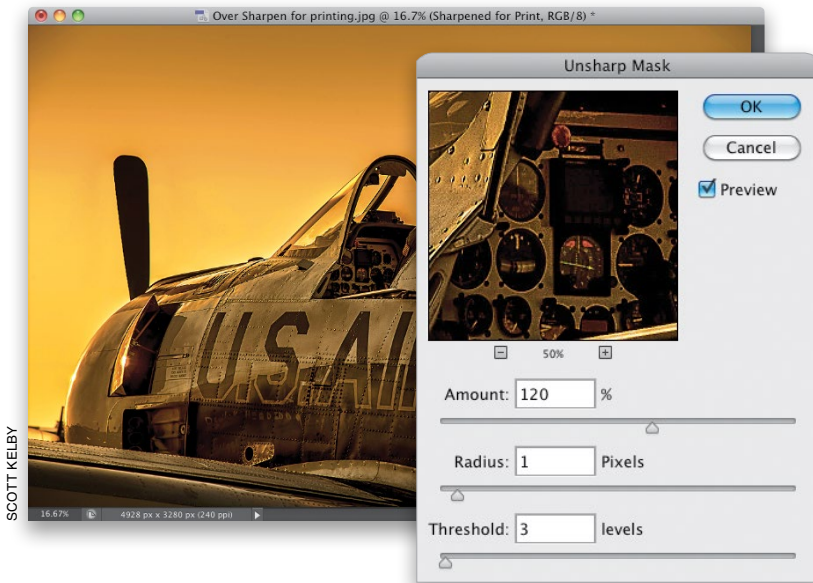 Over Sharpen for printing.jpg @ 16.7% (Sharpened for Print, RGB/8) *
Unsharp Mask
OK
Cancel
Preview
50%
Amount: 120 %
Radius: 1 Pixels
Threshold: 3 levels
U.S.AI
SCOTT KELBY
16.67% 4928 px x 3280 px (240 ppi)